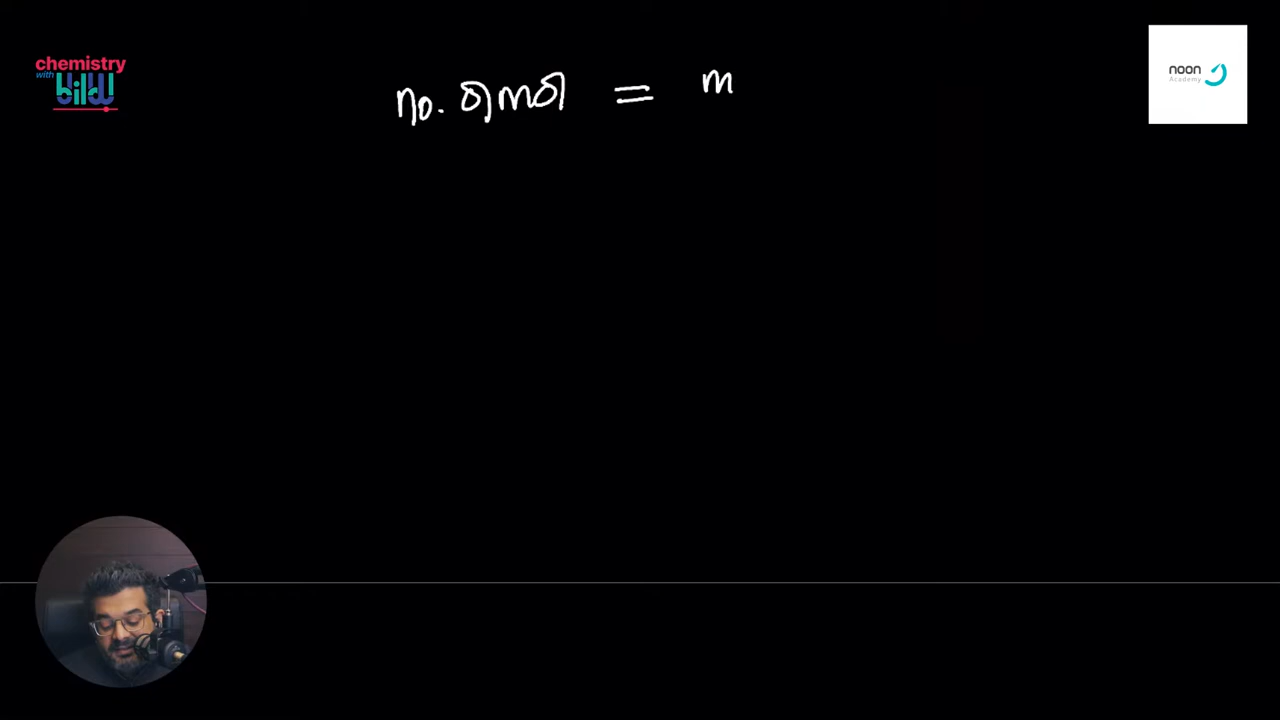 chemistry
with
bilal
noon
Academy
no. of mol = m